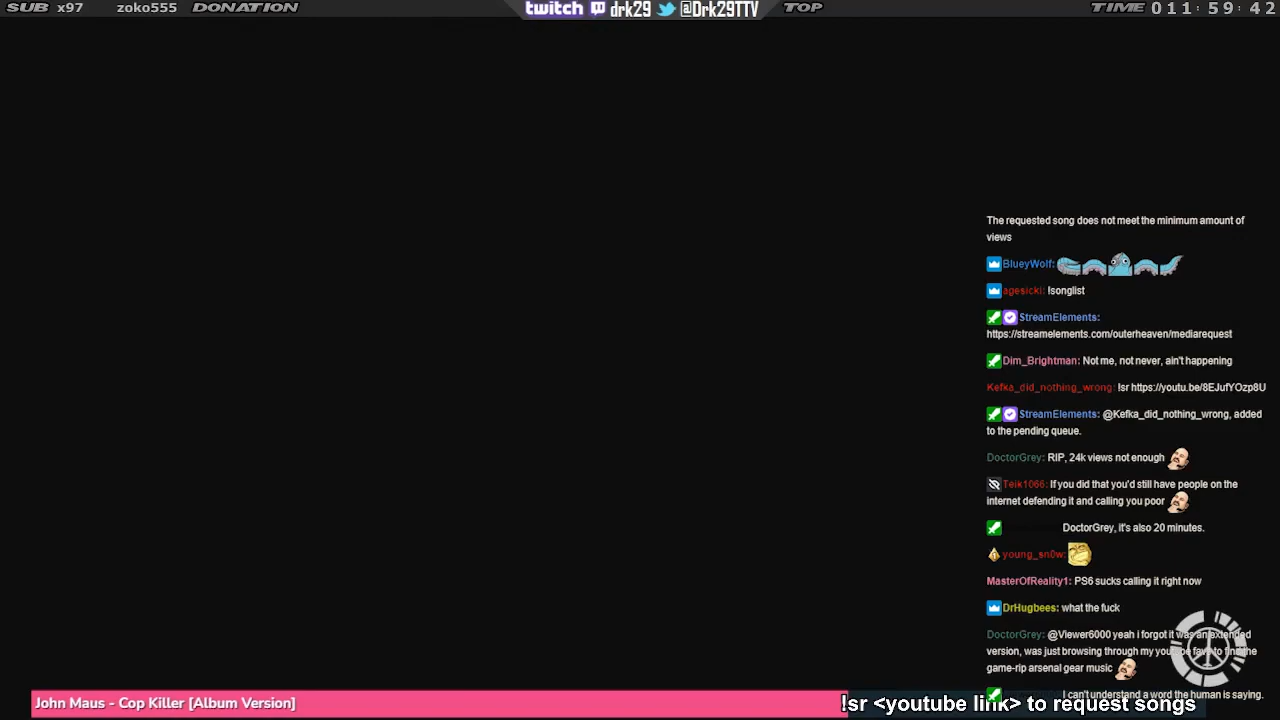 SUB x97 zoko555 DONATION twitch drk29 @Drk29TTV TOP TIME 011:59:42
The requested song does not meet the minimum amount of
views
BlueyWolf:
agesicki: !songlist
StreamElements:
https://streamelements.com/outerheaven/mediarequest
Dim_Brightman: Not me, not never, ain't happening
Kefka_did_nothing_wrong: !sr https://youtu.be/8EJufYOzp8U
StreamElements: @Kefka_did_nothing_wrong, added
to the pending queue.
DoctorGrey: RIP, 24k views not enough
Teik1066: If you did that you'd still have people on the
internet defending it and calling you poor
DoctorGrey, it's also 20 minutes.
young_sn0w:
MasterOfReality1: PS6 sucks calling it right now
DrHugbees: what the fuck
DoctorGrey: @Viewer6000 yeah i forgot it was an extended
version, was just browsing through my youtube favs to find the
game-rip arsenal gear music
I can't understand a word the human is saying.
John Maus - Cop Killer [Album Version]
!sr <youtube link> to request songs